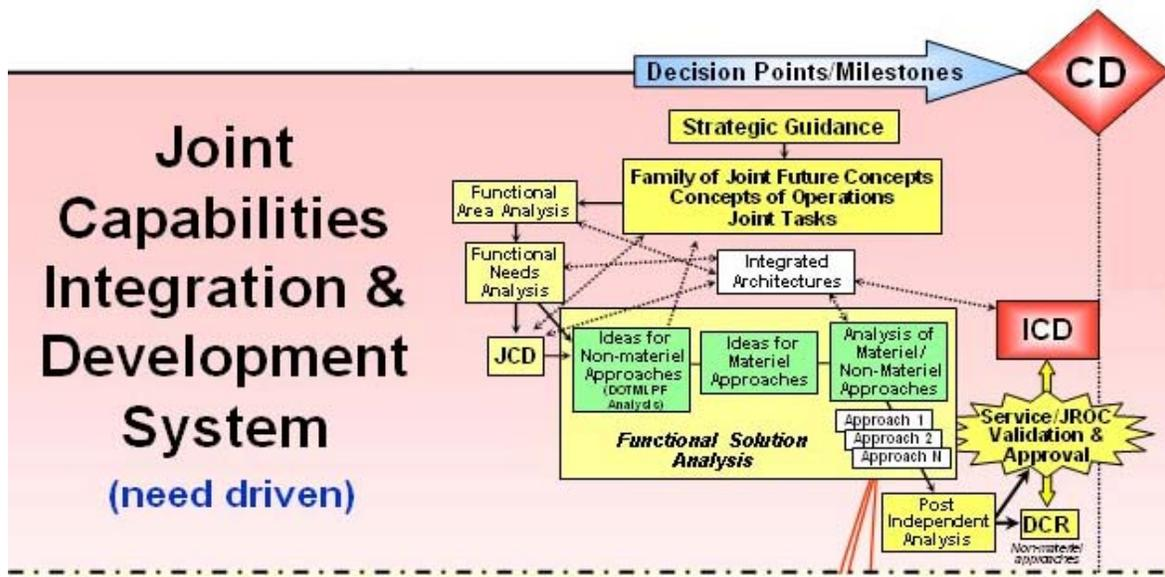 Decision Points/Milestones
CD
Joint
Capabilities
Integration &
Development
System
(need driven)
Strategic Guidance
Family of Joint Future Concepts
Concepts of Operations
Joint Tasks
Functional
Area Analysis
Functional
Needs
Analysis
Integrated
Architectures
JCD
Ideas for
Non-materiel
Approaches
(DOTMLPF
Analysis)
Ideas for
Materiel
Approaches
Analysis of
Materiel/
Non-Materiel
Approaches
Approach 1
Approach 2
Approach N
Functional Solution
Analysis
ICD
Service/JROC
Validation &
Approval
Post
Independent
Analysis
DCR
Non-materiel
approaches